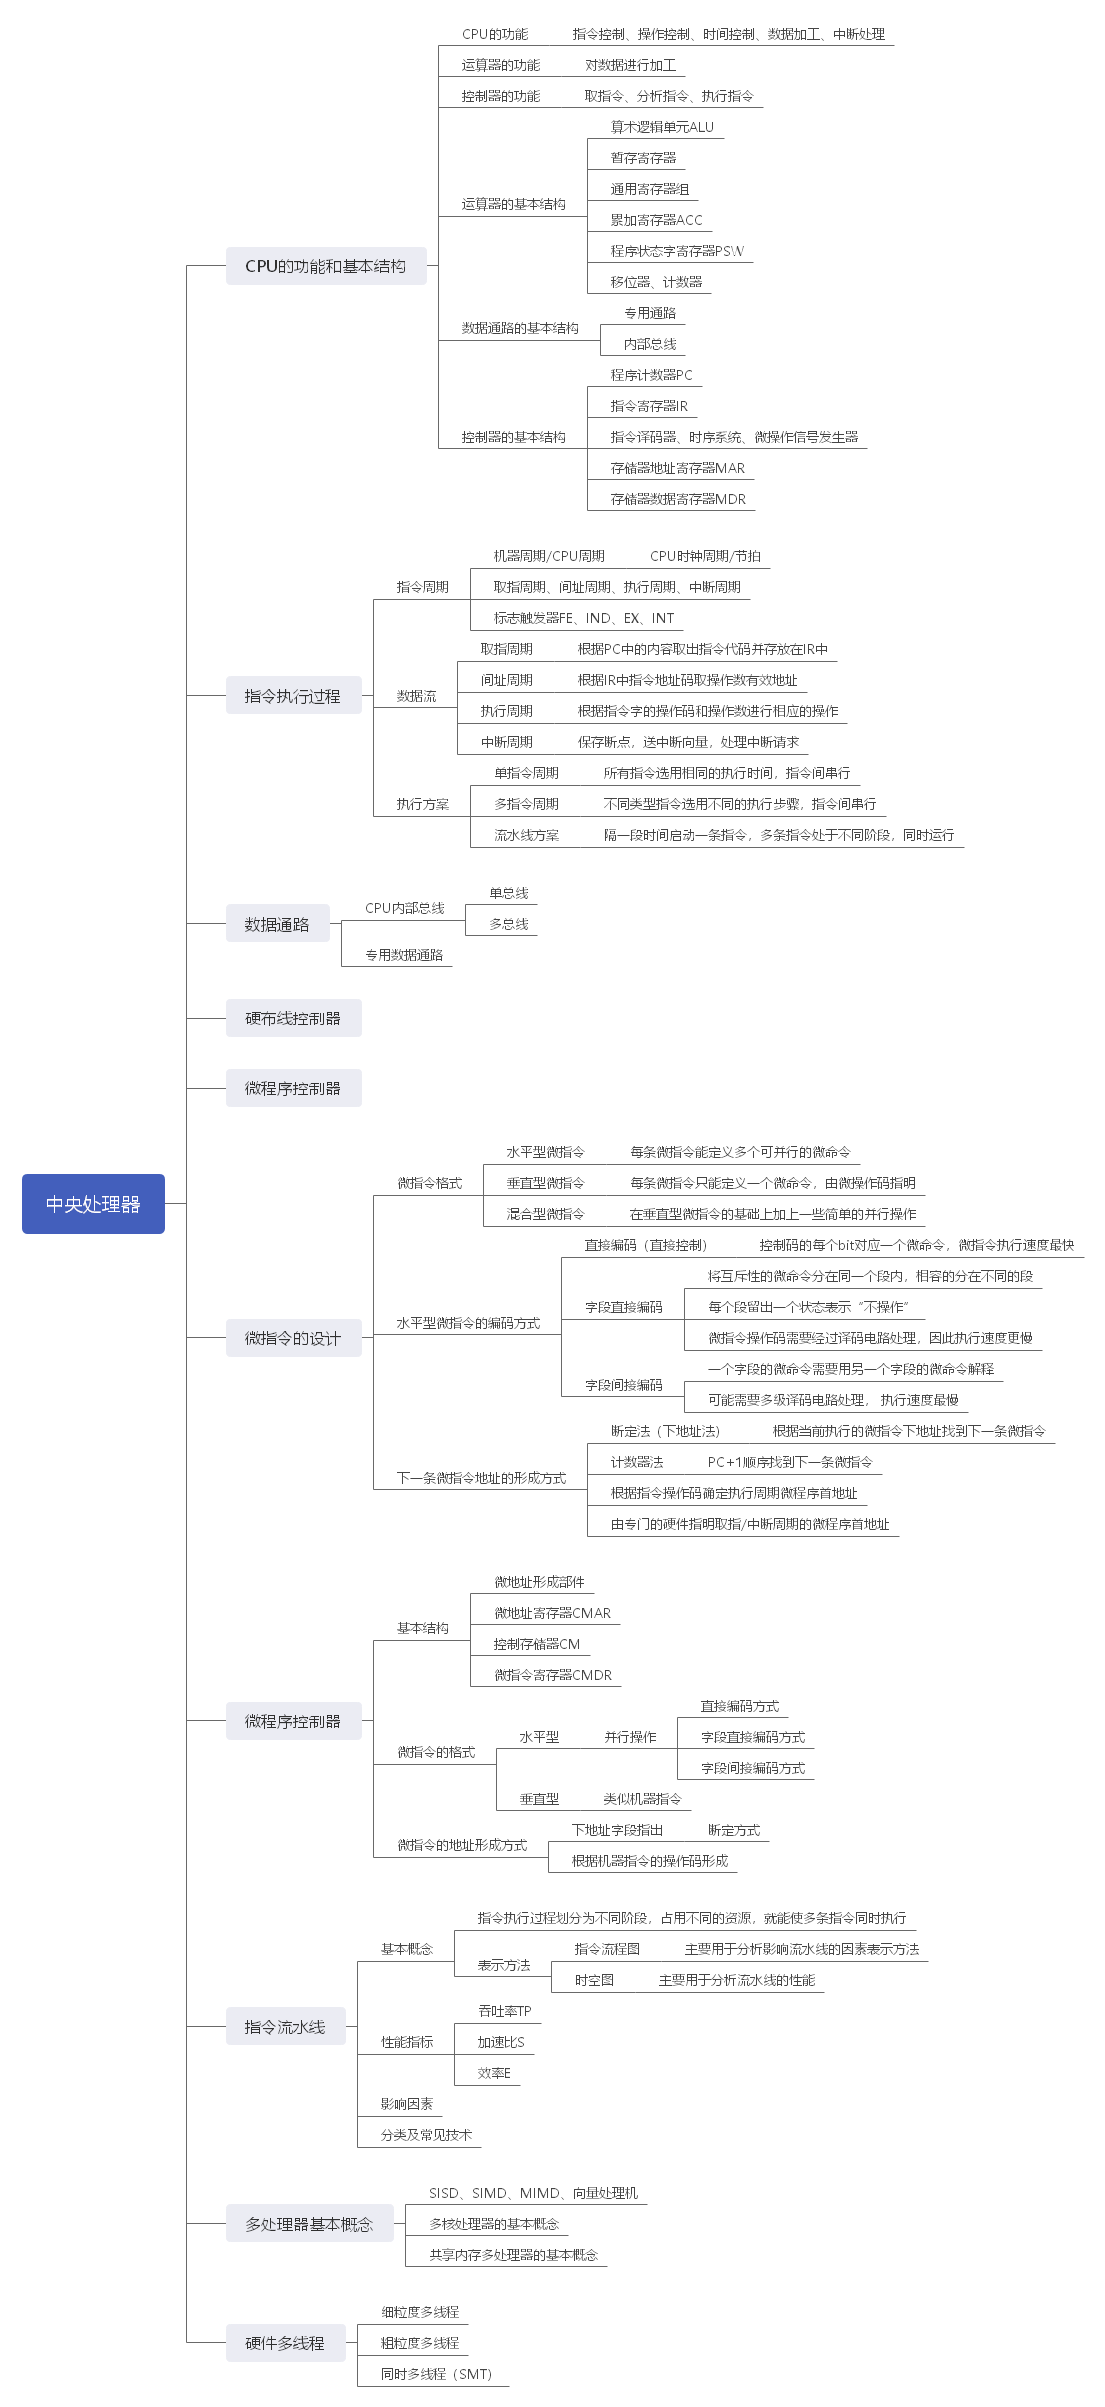 中央处理器
CPU的功能和基本结构
CPU的功能
指令控制、操作控制、时间控制、数据加工、中断处理
运算器的功能
对数据进行加工
控制器的功能
取指令、分析指令、执行指令
运算器的基本结构
算术逻辑单元ALU
暂存寄存器
通用寄存器组
累加寄存器ACC
程序状态字寄存器PSW
移位器、计数器
数据通路的基本结构
专用通路
内部总线
控制器的基本结构
程序计数器PC
指令寄存器IR
指令译码器、时序系统、微操作信号发生器
存储器地址寄存器MAR
存储器数据寄存器MDR
指令执行过程
指令周期
机器周期/CPU周期
CPU时钟周期/节拍
取指周期、间址周期、执行周期、中断周期
标志触发器FE、IND、EX、INT
数据流
取指周期
根据PC中的内容取出指令代码并存放在IR中
间址周期
根据IR中指令地址码取操作数有效地址
执行周期
根据指令字的操作码和操作数进行相应的操作
中断周期
保存断点，送中断向量，处理中断请求
执行方案
单指令周期
所有指令选用相同的执行时间，指令间串行
多指令周期
不同类型指令选用不同的执行步骤，指令间串行
流水线方案
隔一段时间启动一条指令，多条指令处于不同阶段，同时运行
数据通路
CPU内部总线
单总线
多总线
专用数据通路
硬布线控制器
微程序控制器
微指令的设计
微指令格式
水平型微指令
每条微指令能定义多个可并行的微命令
垂直型微指令
每条微指令只能定义一个微命令，由微操作码指明
混合型微指令
在垂直型微指令的基础上加上一些简单的并行操作
水平型微指令的编码方式
直接编码（直接控制）
控制码的每个bit对应一个微命令，微指令执行速度最快
字段直接编码
将互斥性的微命令分在同一个段内，相容的分在不同的段
每个段留出一个状态表示“不操作”
微指令操作码需要经过译码电路处理，因此执行速度更慢
字段间接编码
一个字段的微命令需要用另一个字段的微命令解释
可能需要多级译码电路处理， 执行速度最慢
下一条微指令地址的形成方式
断定法（下地址法）
根据当前执行的微指令下地址找到下一条微指令
计数器法
PC+1顺序找到下一条微指令
根据指令操作码确定执行周期微程序首地址
由专门的硬件指明取指/中断周期的微程序首地址
微程序控制器
基本结构
微地址形成部件
微地址寄存器CMAR
控制存储器CM
微指令寄存器CMDR
微指令的格式
水平型
并行操作
直接编码方式
字段直接编码方式
字段间接编码方式
垂直型
类似机器指令
微指令的地址形成方式
下地址字段指出
断定方式
根据机器指令的操作码形成
指令流水线
基本概念
指令执行过程划分为不同阶段，占用不同的资源，就能使多条指令同时执行
表示方法
指令流程图
主要用于分析影响流水线的因素表示方法
时空图
主要用于分析流水线的性能
性能指标
吞吐率TP
加速比S
效率E
影响因素
分类及常见技术
多处理器基本概念
SISD、SIMD、MIMD、向量处理机
多核处理器的基本概念
共享内存多处理器的基本概念
硬件多线程
细粒度多线程
粗粒度多线程
同时多线程（SMT）